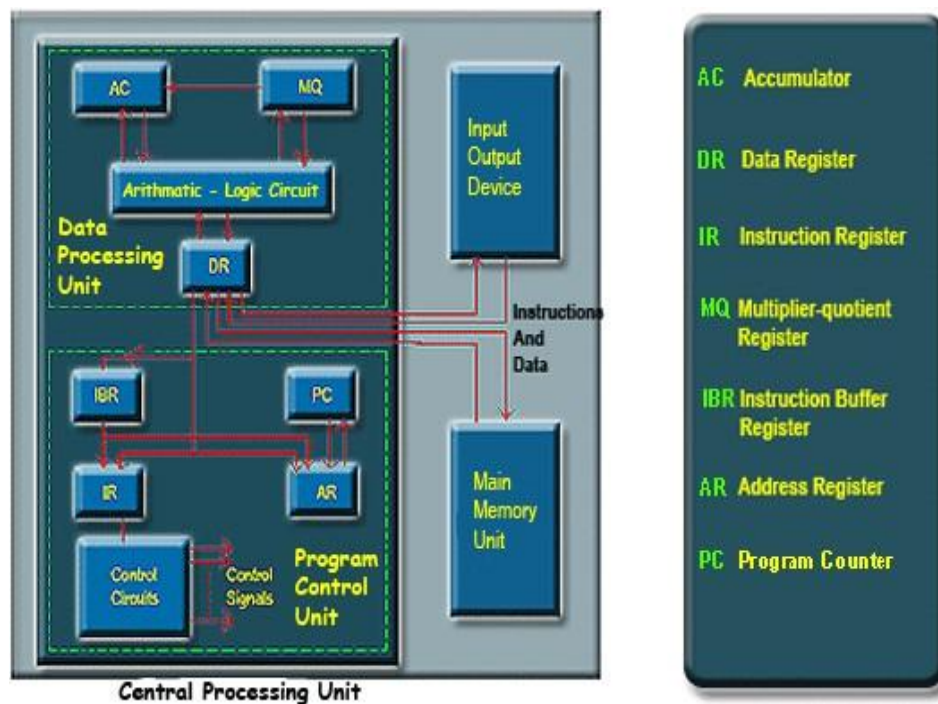 AC
MQ
Arithmatic - Logic Circuit
Data
Processing
Unit
DR
Input
Output
Device
Instructions
And
Data
IBR
PC
IR
AR
Control
Circuits
Control
Signals
Program
Control
Unit
Main
Memory
Unit
Central Processing Unit
AC Accumulator
DR Data Register
IR Instruction Register
MQ Multiplier-quotient
Register
IBR Instruction Buffer
Register
AR Address Register
PC Program Counter